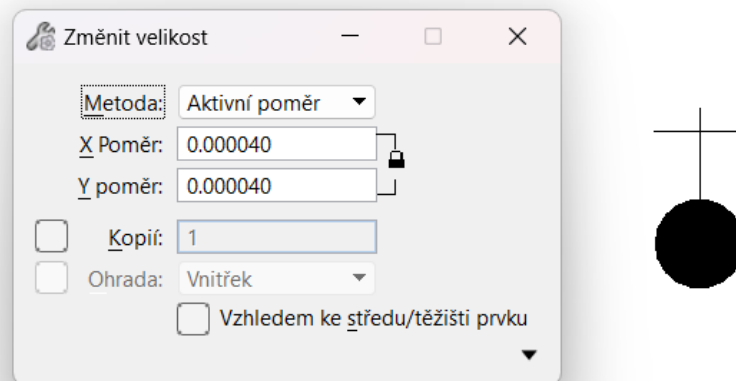 Změnit velikost
Metoda: Aktivní poměr
X Poměr: 0.000040
Y poměr: 0.000040
Kopií: 1
Ohrada: Vnitřek
Vzhledem ke středu/těžišti prvku